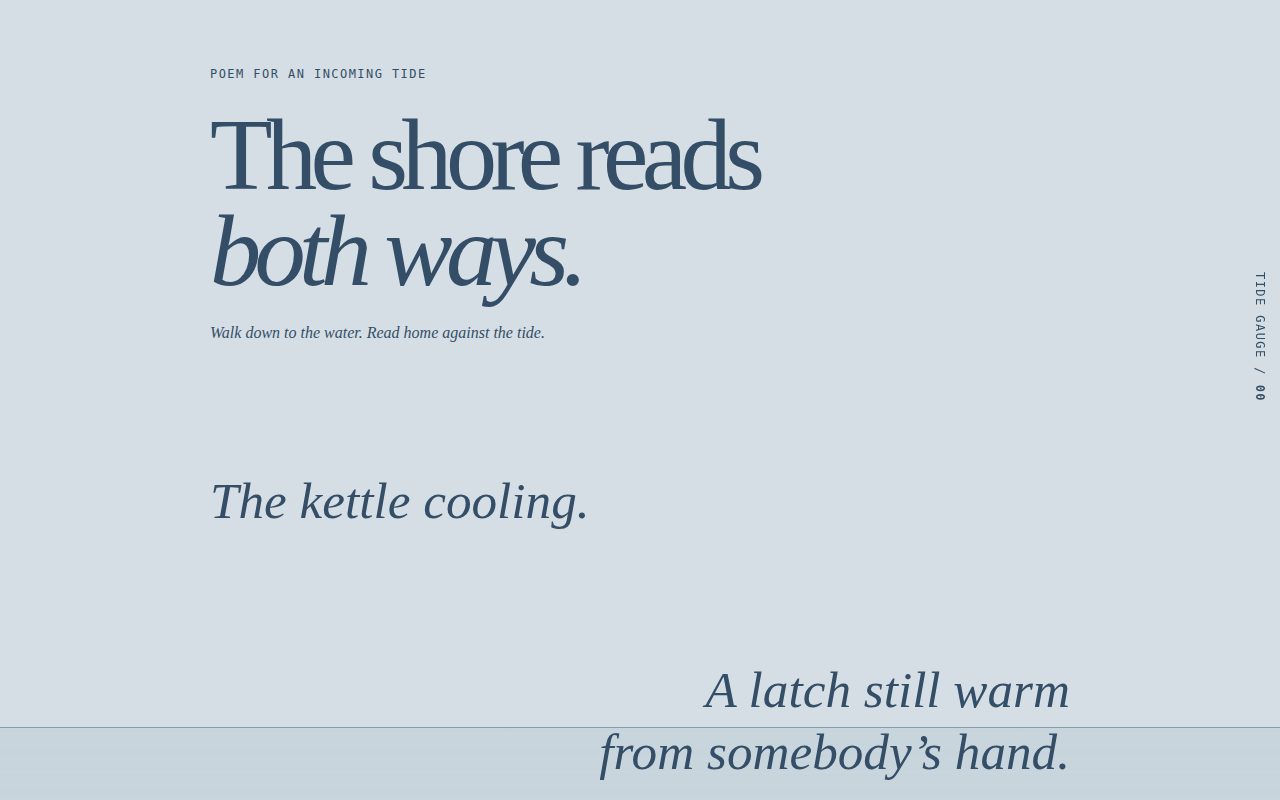 POEM FOR AN INCOMING TIDE
The shore reads
both ways.
Walk down to the water. Read home against the tide.
TIDE GAUGE / 00
The kettle cooling.
A latch still warm
from somebody’s hand.